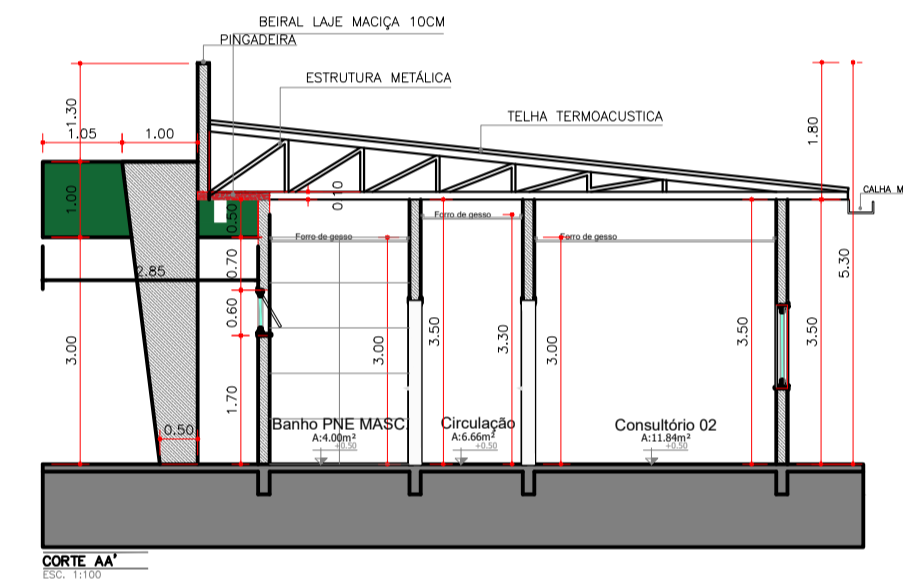 BEIRAL LAJE MACIÇA 10CM
PINGADEIRA
ESTRUTURA METÁLICA
TELHA TERMOACUSTICA
1.30
1.80
1.05
1.00
CALHA M
1.00
0.10
0.50
Forro de gesso
Forro de gesso
Forro de gesso
2.85
0.70
5.30
0.60
3.00
3.00
3.50
3.30
3.00
3.50
3.50
1.70
0.50
Banho PNE MASC.
A:4.00m²
+0.50
Circulação
A:6.66m²
+0.50
Consultório 02
A:11.84m²
+0.50
CORTE AA'
ESC. 1:100